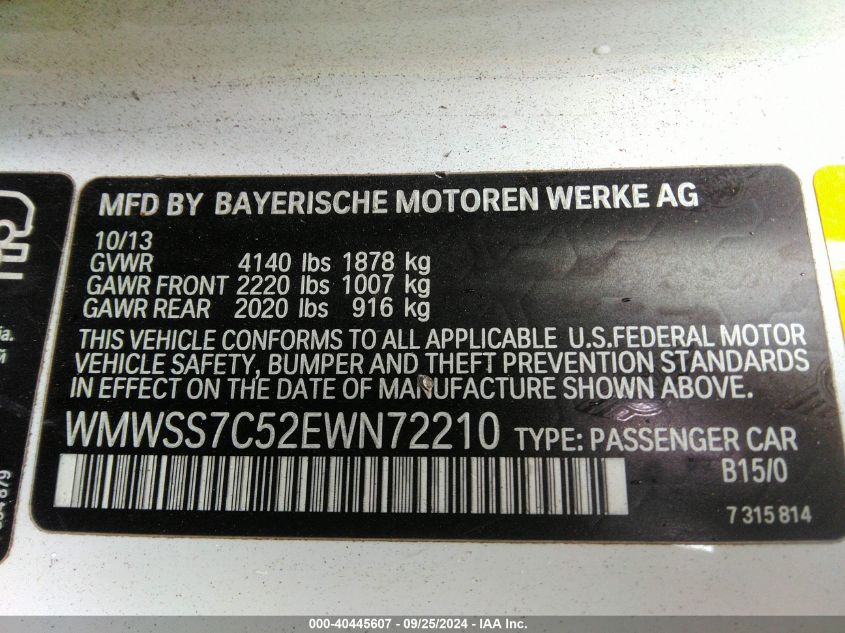 MFD BY BAYERISCHE MOTOREN WERKE AG
10/13
GVWR 4140 lbs 1878 kg
GAWR FRONT 2220 lbs 1007 kg
GAWR REAR 2020 lbs 916 kg
THIS VEHICLE CONFORMS TO ALL APPLICABLE U.S.FEDERAL MOTOR
VEHICLE SAFETY, BUMPER AND THEFT PREVENTION STANDARDS
IN EFFECT ON THE DATE OF MANUFACTURE SHOWN ABOVE.
WMWSS7C52EWN72210 TYPE: PASSENGER CAR
B15/0
7 315 814
000-40445607 - 09/25/2024 - IAA Inc.